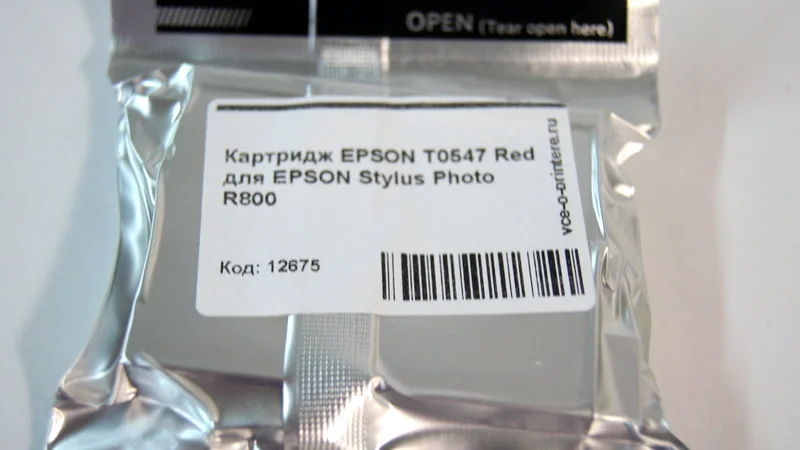 OPEN (Tear open here)
Картридж EPSON T0547 Red
для EPSON Stylus Photo
R800
Код: 12675
vce-o-printere.ru